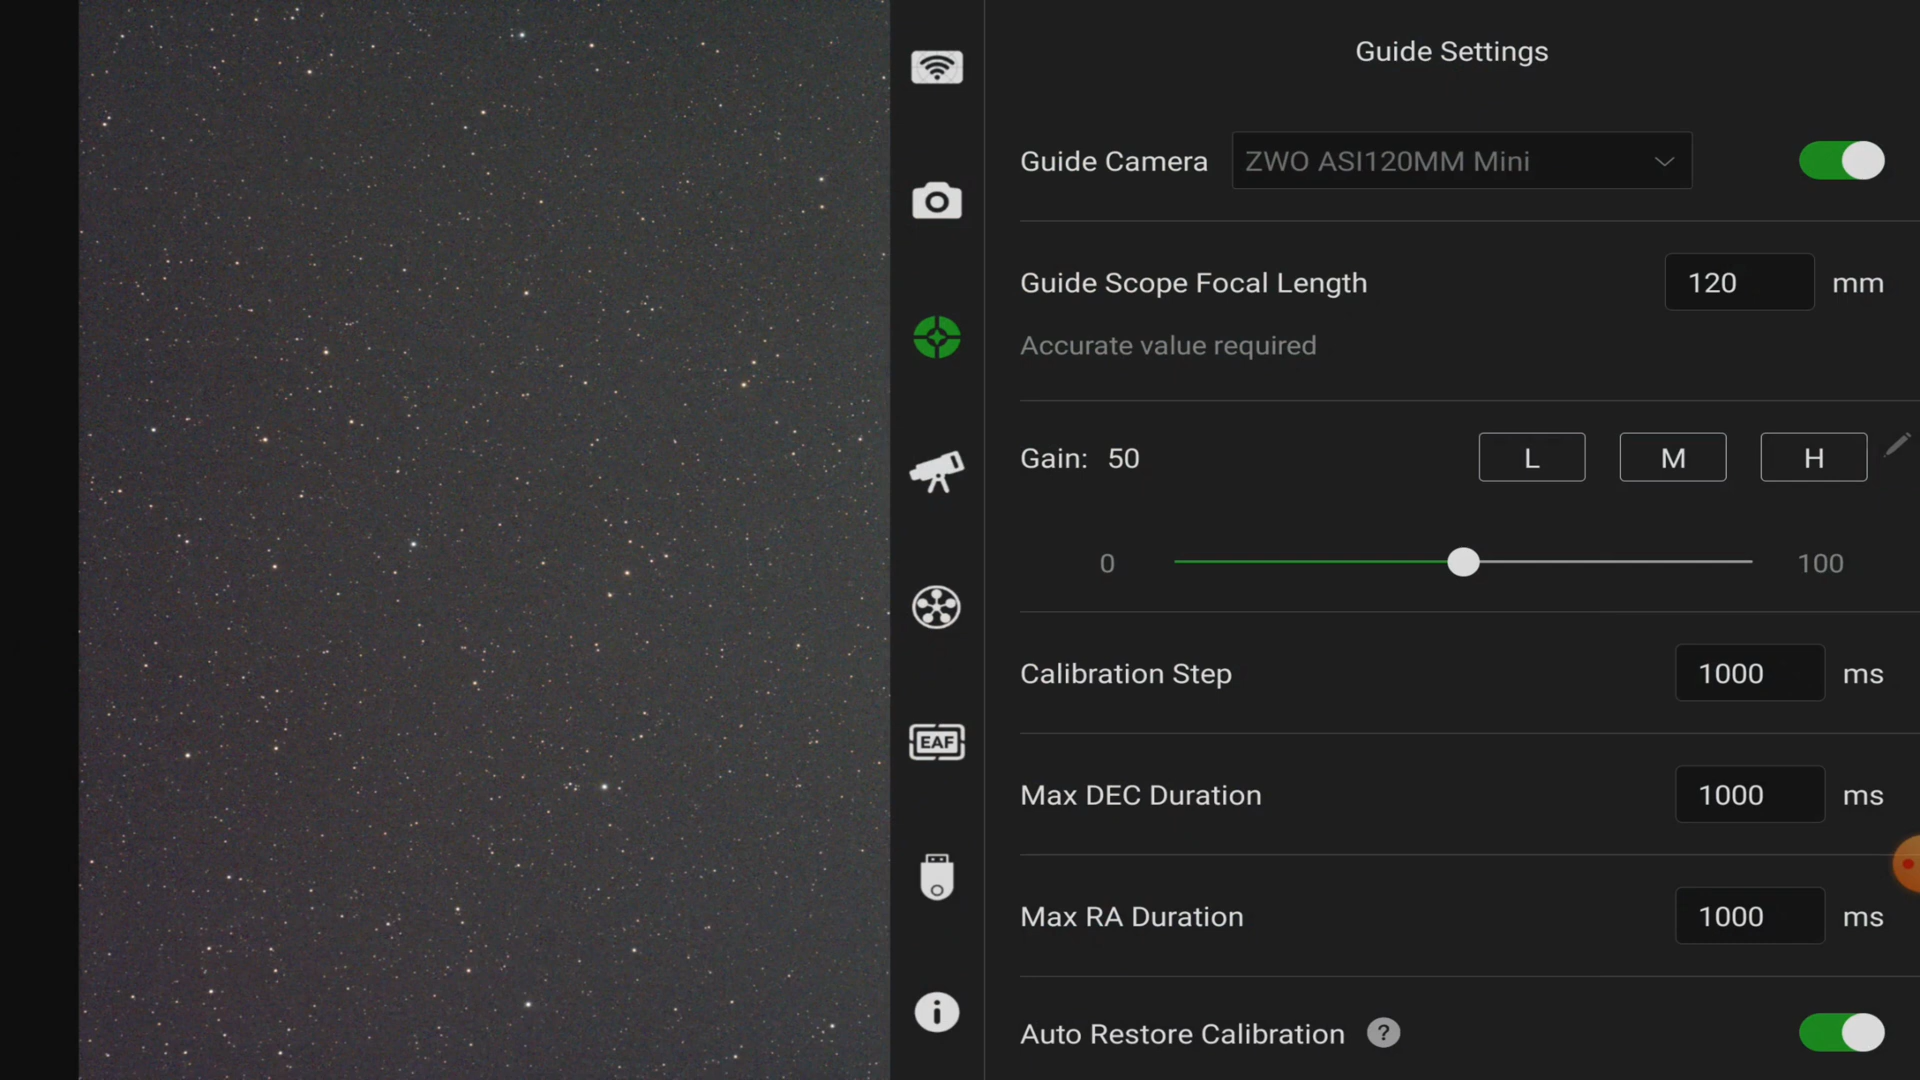 Guide Settings
Guide Camera ZWO ASI120MM Mini
Guide Scope Focal Length 120 mm
Accurate value required
Gain: 50 L M H
0 100
Calibration Step 1000 ms
EAF
Max DEC Duration 1000 ms
Max RA Duration 1000 ms
Auto Restore Calibration ?